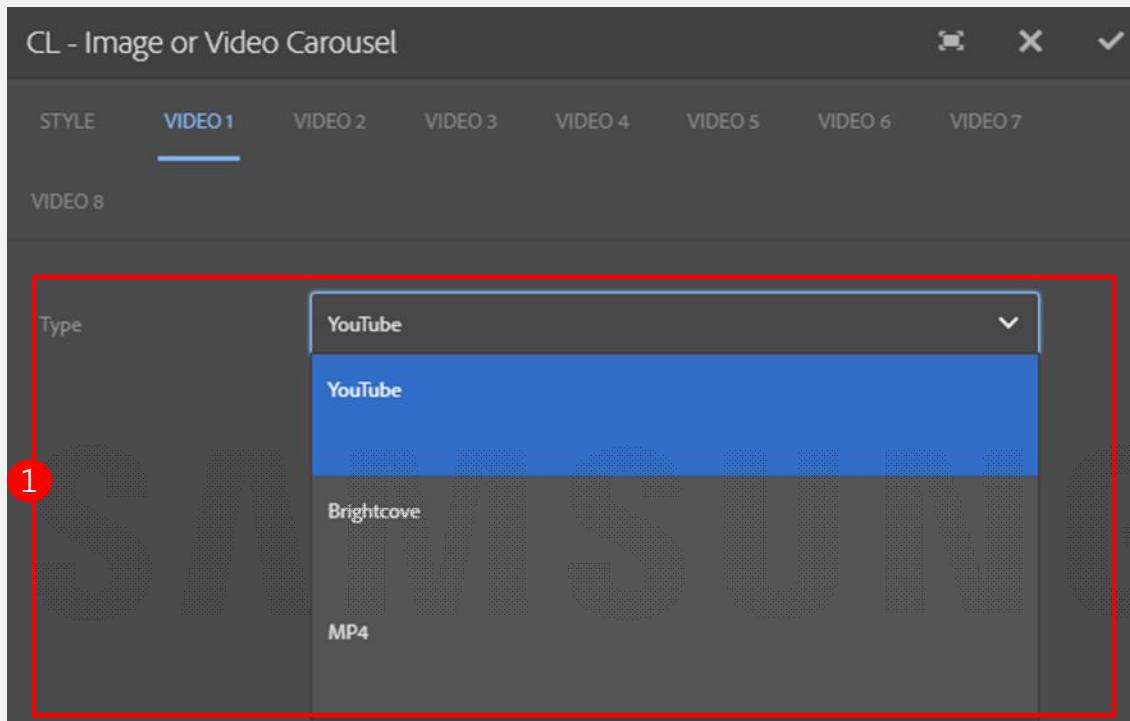 CL - Image or Video Carousel
STYLE VIDEO 1 VIDEO 2 VIDEO 3 VIDEO 4 VIDEO 5 VIDEO 6 VIDEO 7
VIDEO 8
Type YouTube
YouTube
1
Brightcove
SAMSUNG
MP4